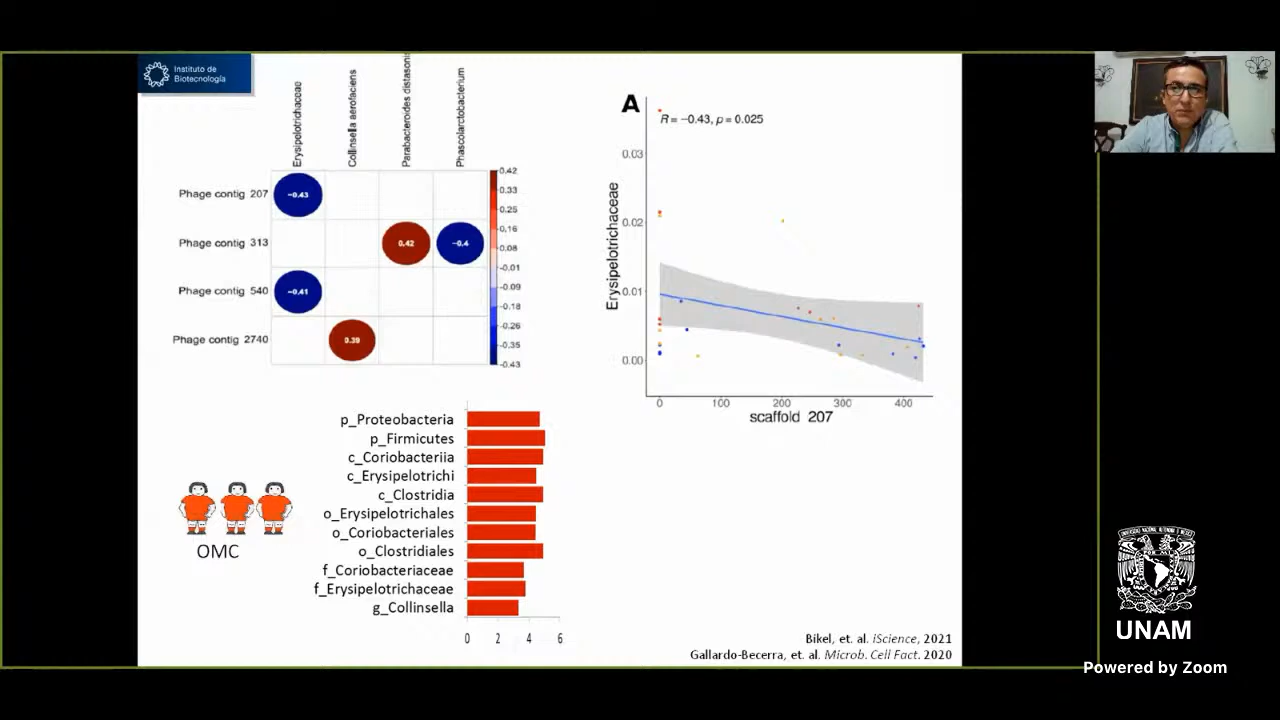 Instituto de
Biotecnología
Erysipelotrichaceae
Collinsella aerofaciens
Parabacteroides distasonis
Phascolarctobacterium
Phage contig 207
Phage contig 313
Phage contig 540
Phage contig 2740
−0.43
0.42
−0.4
−0.41
0.39
0.42
0.33
0.25
0.16
0.08
−0.01
−0.09
−0.18
−0.26
−0.35
−0.43
A
R = −0.43, p = 0.025
Erysipelotrichaceae
0.03
0.02
0.01
0.00
0 100 200 300 400
scaffold 207
p_Proteobacteria
p_Firmicutes
c_Coriobacteriia
c_Erysipelotrichi
c_Clostridia
o_Erysipelotrichales
o_Coriobacteriales
o_Clostridiales
f_Coriobacteriaceae
f_Erysipelotrichaceae
g_Collinsella
0 2 4 6
OMC
Bikel, et. al. iScience, 2021
Gallardo-Becerra, et. al. Microb. Cell Fact. 2020
UNAM
Powered by Zoom